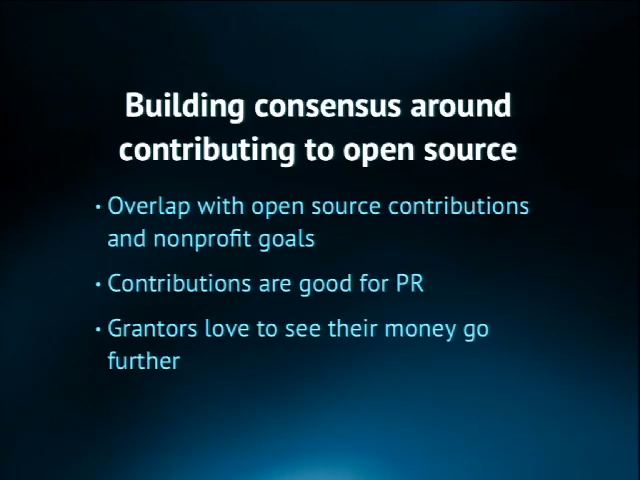 Building consensus around
contributing to open source
· Overlap with open source contributions
and nonprofit goals
· Contributions are good for PR
· Grantors love to see their money go
further